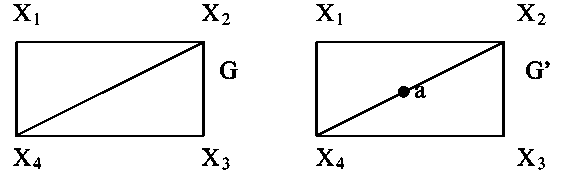 X₁ X₂ X₁ X₂
G G’
a
X₄ X₃ X₄ X₃